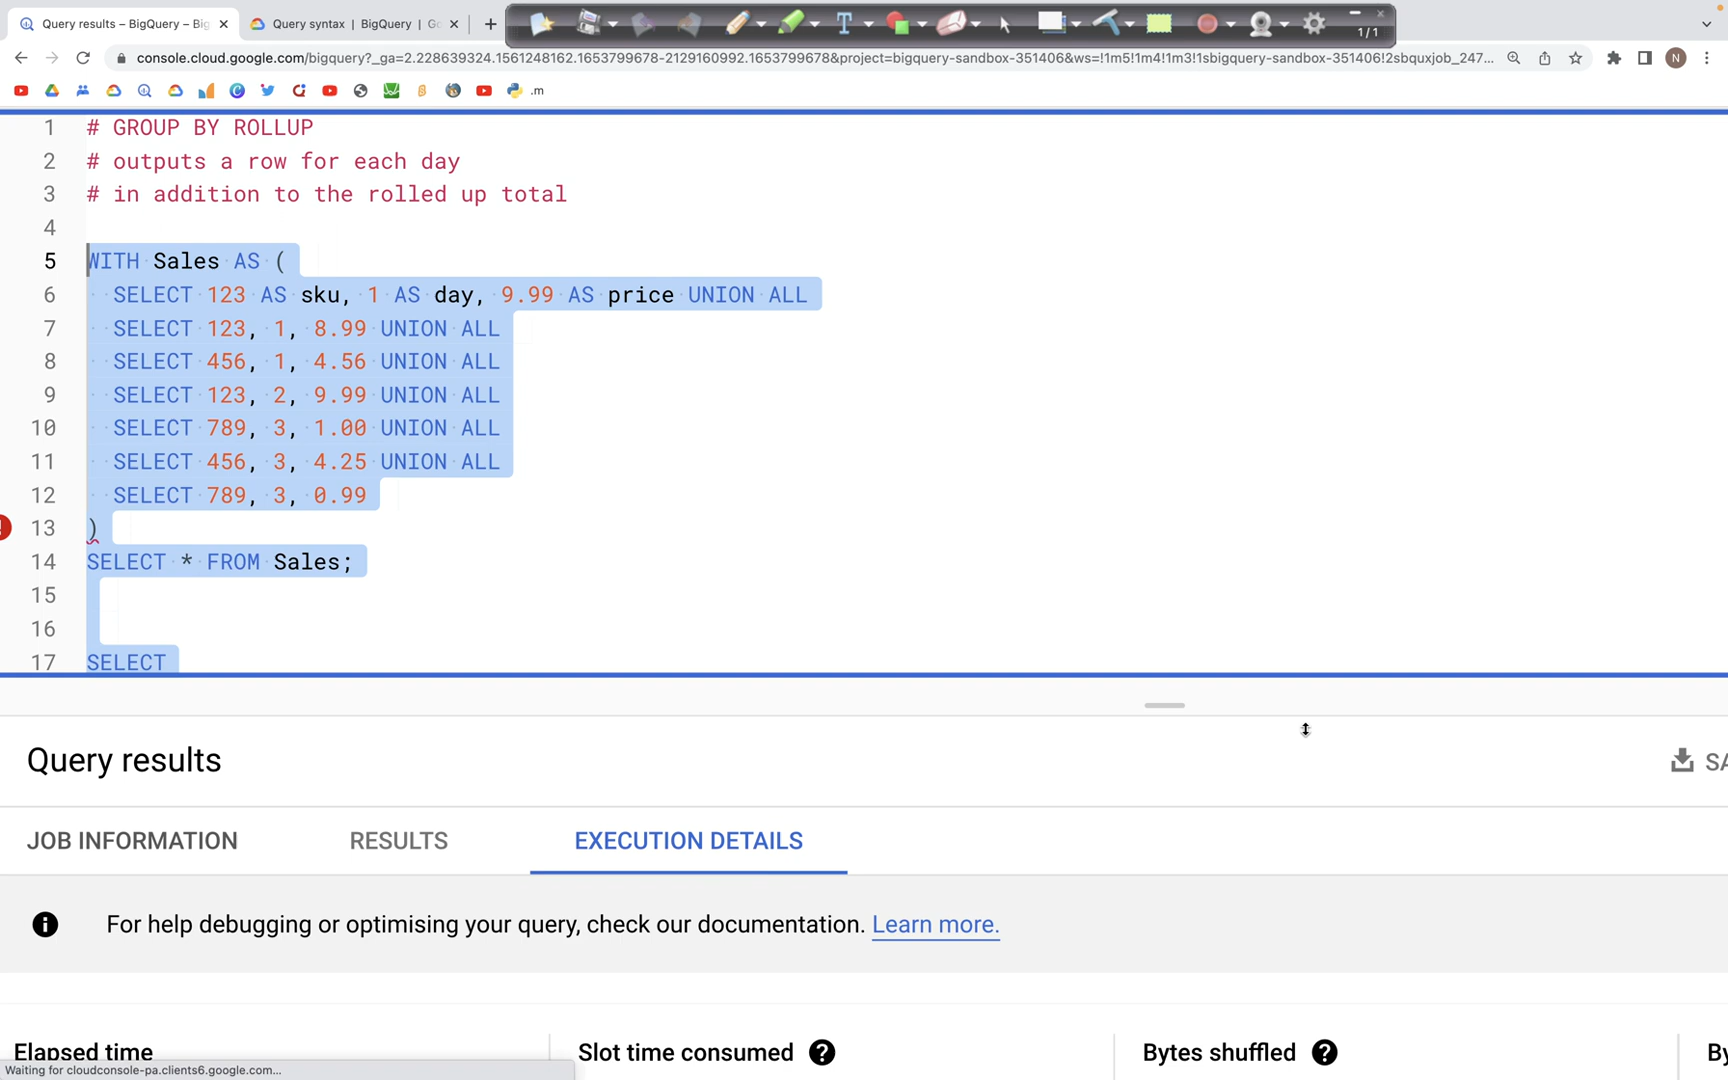 Query results – BigQuery – Big
Query syntax | BigQuery | Go
1/1
console.cloud.google.com/bigquery?_ga=2.228639324.1561248162.1653799678-2129160992.1653799678&project=bigquery-sandbox-351406&ws=!1m5!1m4!1m3!1sbigquery-sandbox-351406!2sbquxjob_247...
N
.m
1 # GROUP BY ROLLUP
2 # outputs a row for each day
3 # in addition to the rolled up total
4
5 WITH Sales AS (
6 SELECT 123 AS sku, 1 AS day, 9.99 AS price UNION ALL
7 SELECT 123, 1, 8.99 UNION ALL
8 SELECT 456, 1, 4.56 UNION ALL
9 SELECT 123, 2, 9.99 UNION ALL
10 SELECT 789, 3, 1.00 UNION ALL
11 SELECT 456, 3, 4.25 UNION ALL
12 SELECT 789, 3, 0.99
13 )
14 SELECT * FROM Sales;
15
16
17 SELECT
Query results
SA
JOB INFORMATION RESULTS EXECUTION DETAILS
For help debugging or optimising your query, check our documentation. Learn more.
Elapsed time Slot time consumed Bytes shuffled By
Waiting for cloudconsole-pa.clients6.google.com...